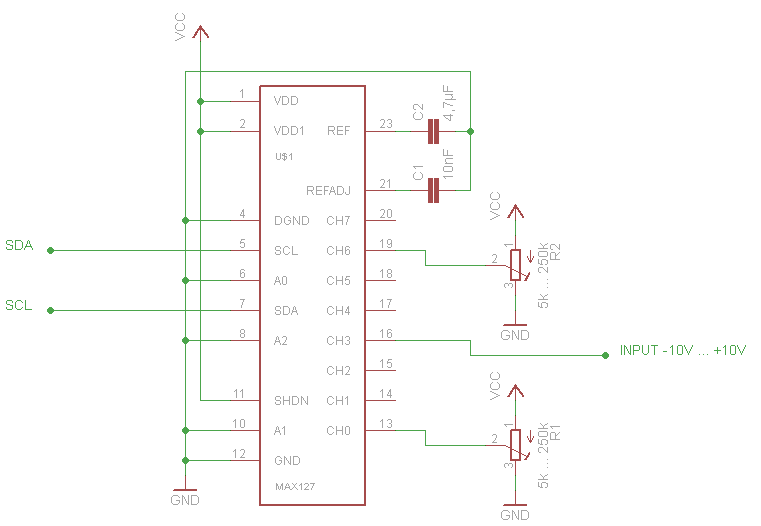 VCC
1 VDD
2 VDD1
REF 23
C2
4,7µF
U$1
C1
10nF
REFADJ 21
4 DGND
CH7 20
SDA
5 SCL
CH6 19
6 A0
CH5 18
SCL
7 SDA
CH4 17
8 A2
CH3 16
CH2 15
11 SHDN
CH1 14
10 A1
CH0 13
12 GND
MAX127
GND
VCC
1
2
3
5k ... 250k
R2
GND
INPUT -10V ... +10V
VCC
1
2
3
5k ... 250k
R1
GND